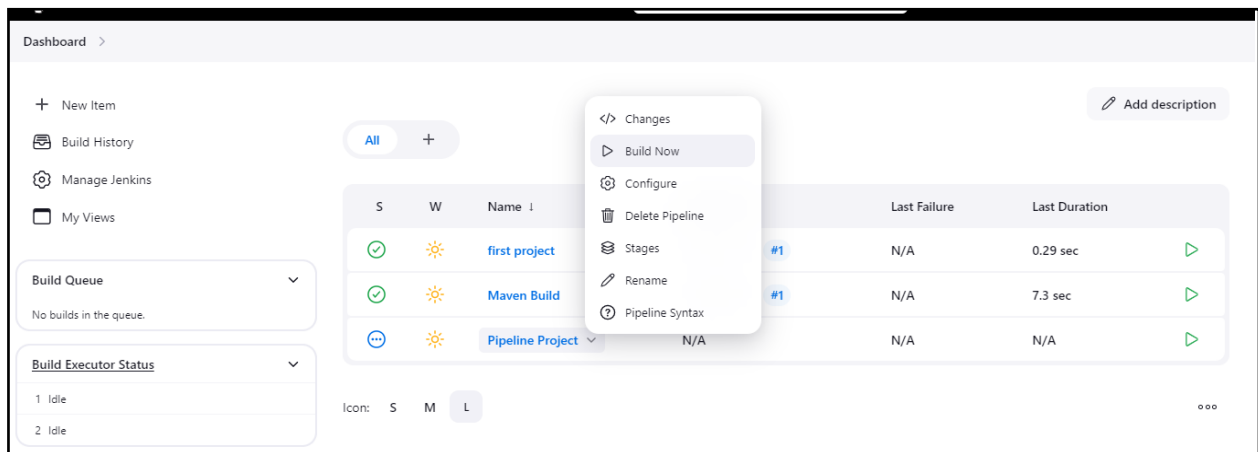 Dashboard
New Item
Build History
Manage Jenkins
My Views
Build Queue
No builds in the queue.
Build Executor Status
1 Idle
2 Idle
Add description
All +
Changes
Build Now
Configure
Delete Pipeline
Stages
Rename
Pipeline Syntax
S W Name ↓ Last Failure Last Duration
first project #1 N/A 0.29 sec
Maven Build #1 N/A 7.3 sec
Pipeline Project N/A N/A N/A
Icon: S M L